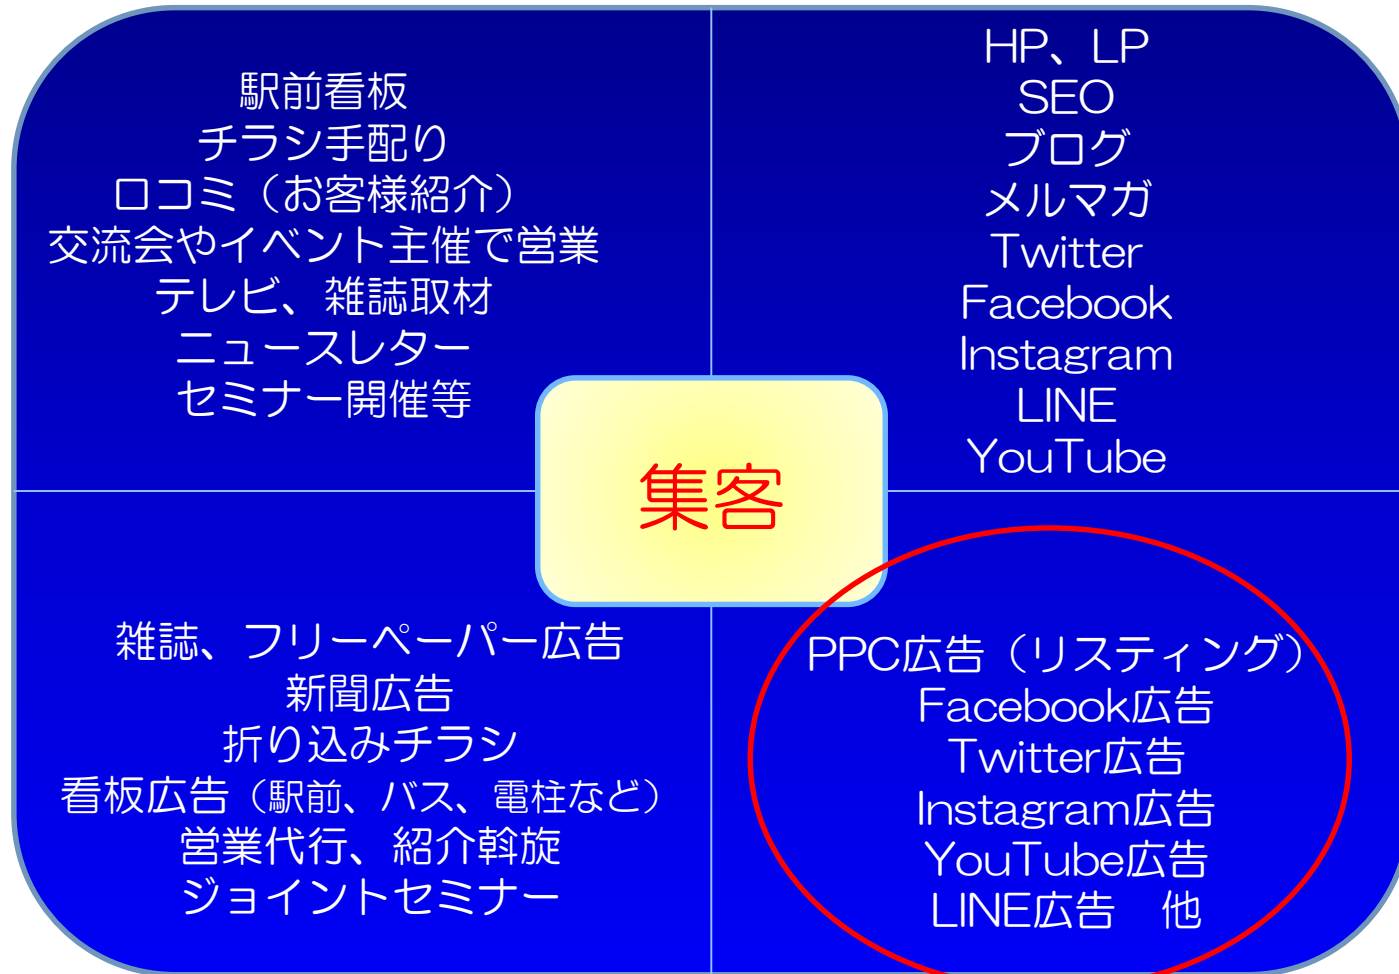 駅前看板
チラシ手配り
口コミ（お客様紹介）
交流会やイベント主催で営業
テレビ、雑誌取材
ニュースレター
セミナー開催等
HP、LP
SEO
ブログ
メルマガ
Twitter
Facebook
Instagram
LINE
YouTube
集客
雑誌、フリーペーパー広告
新聞広告
折り込みチラシ
看板広告（駅前、バス、電柱など）
営業代行、紹介斡旋
ジョイントセミナー
PPC広告（リスティング）
Facebook広告
Twitter広告
Instagram広告
YouTube広告
LINE広告　他